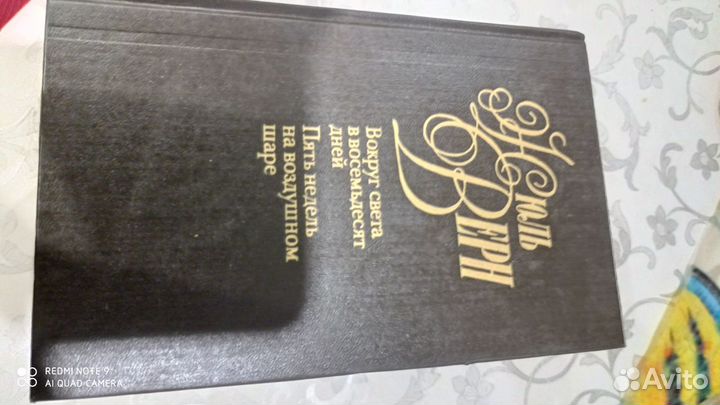 Жюль
Верн
Вокруг света
в восемьдесят
дней
Пять недель
на воздушном
шаре
REDMI NOTE 9
AI QUAD CAMERA
Avito